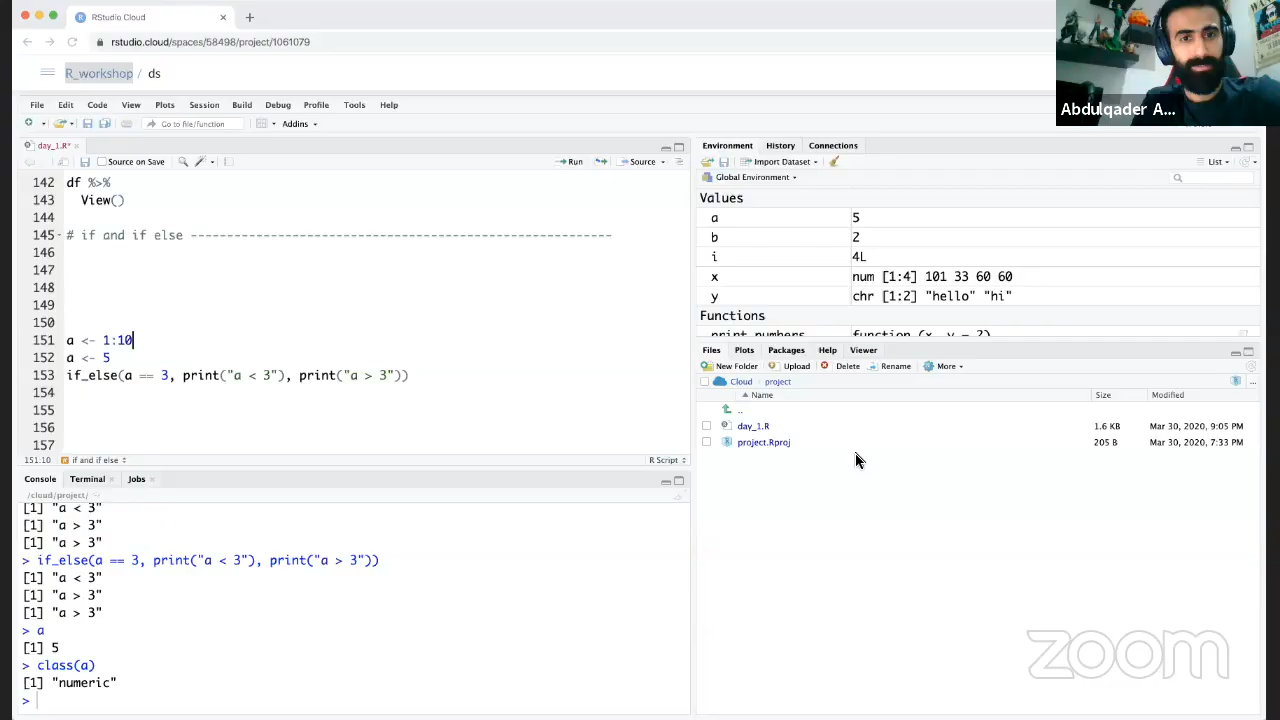 RStudio Cloud
rstudio.cloud/spaces/58498/project/1061079
R_workshop / ds
Abdulqader A...
File Edit Code View Plots Session Build Debug Profile Tools Help
Go to file/function Addins
day_1.R*
Source on Save Run Source
142 df %>%
143 View()
144
145 # if and if else ----------------------------------------------------------
146
147
148
149
150
151 a <- 1:10
152 a <- 5
153 if_else(a == 3, print("a < 3"), print("a > 3"))
154
155
156
157
151:10 if and if else R Script
Console Terminal Jobs
/cloud/project/
[1] "a < 3"
[1] "a > 3"
[1] "a > 3"
> if_else(a == 3, print("a < 3"), print("a > 3"))
[1] "a < 3"
[1] "a > 3"
[1] "a > 3"
> a
[1] 5
> class(a)
[1] "numeric"
>
Environment History Connections
Import Dataset List
Global Environment
Values
a 5
b 2
i 4L
x num [1:4] 101 33 60 60
y chr [1:2] "hello" "hi"
Functions
print_numbers function (x, y = 2)
Files Plots Packages Help Viewer
New Folder Upload Delete Rename More
Cloud project
Name Size Modified
..
day_1.R 1.6 KB Mar 30, 2020, 9:05 PM
project.Rproj 205 B Mar 30, 2020, 7:33 PM
zoom